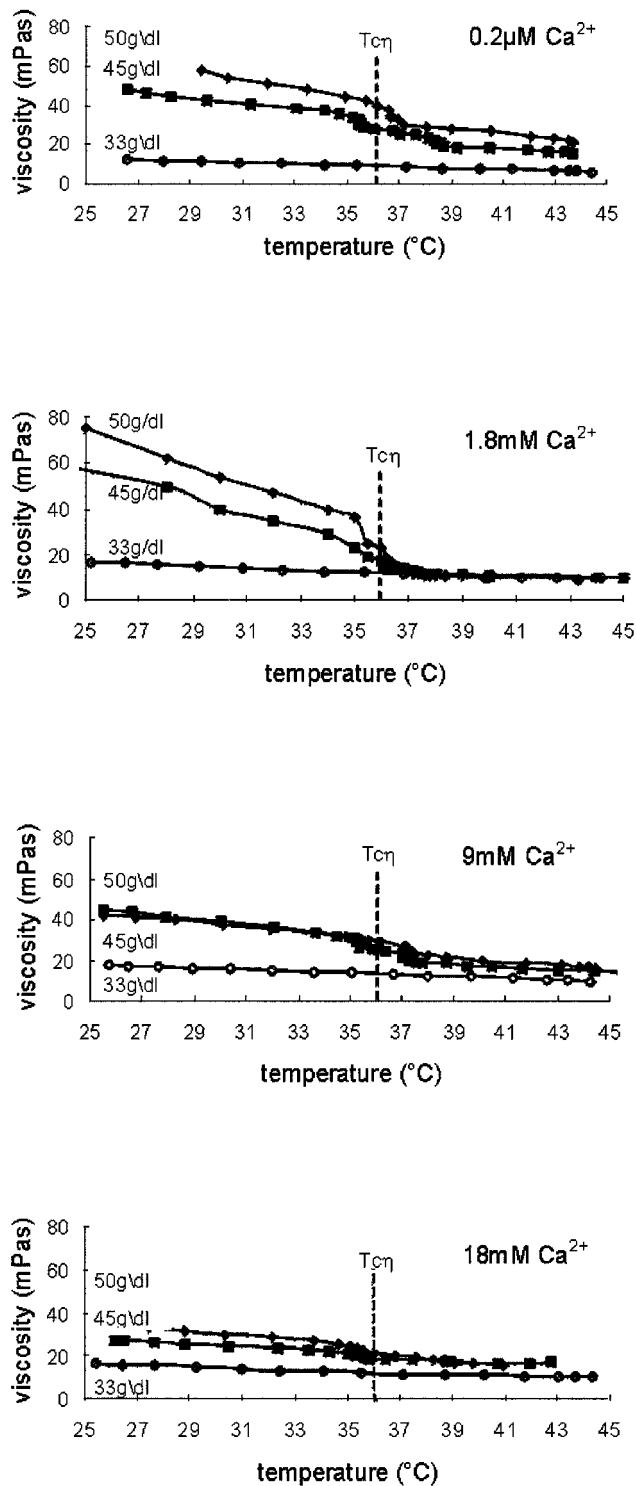 viscosity (mPas)
80
60
40
20
0
50g\dl
45g\dl
33g\dl
Tcη
0.2µM Ca²⁺
25 27 29 31 33 35 37 39 41 43 45
temperature (°C)
viscosity (mPas)
80
60
40
20
0
50g/dl
45g/dl
33g/dl
Tcη
1.8mM Ca²⁺
25 27 29 31 33 35 37 39 41 43 45
temperature (°C)
viscosity (mPas)
80
60
40
20
0
50g\dl
45g\dl
33g\dl
Tcη
9mM Ca²⁺
25 27 29 31 33 35 37 39 41 43 45
temperature (°C)
viscosity (mPas)
80
60
40
20
0
50g\dl
45g\dl
33g\dl
Tcη
18mM Ca²⁺
25 27 29 31 33 35 37 39 41 43 45
temperature (°C)